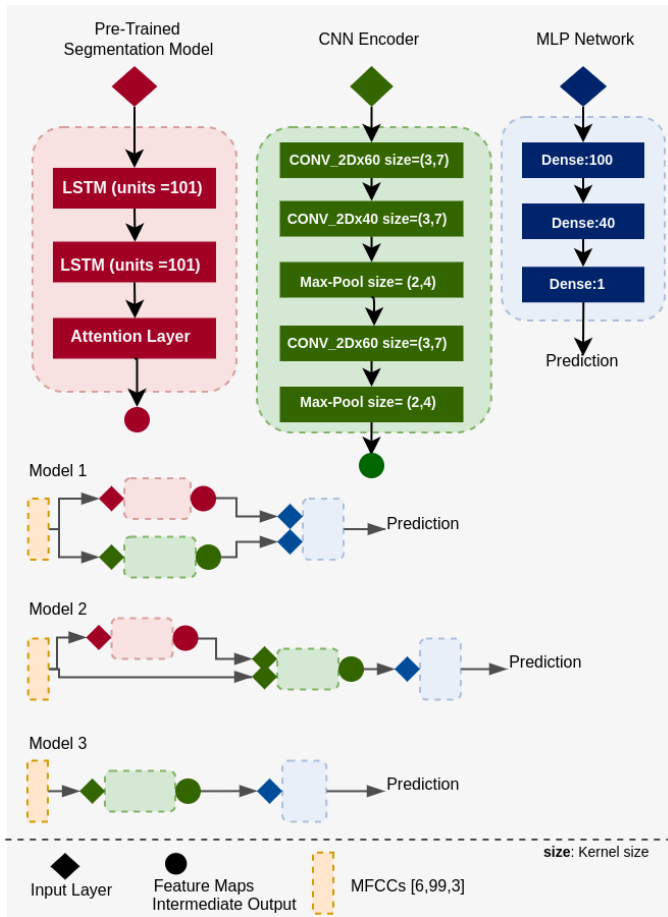 Pre-Trained
Segmentation Model
LSTM (units =101)
LSTM (units =101)
Attention Layer
CNN Encoder
CONV_2Dx60 size=(3,7)
CONV_2Dx40 size=(3,7)
Max-Pool size= (2,4)
CONV_2Dx60 size=(3,7)
Max-Pool size= (2,4)
MLP Network
Dense:100
Dense:40
Dense:1
Prediction
Model 1
Prediction
Model 2
Prediction
Model 3
Prediction
size: Kernel size
Input Layer
Feature Maps
Intermediate Output
MFCCs [6,99,3]